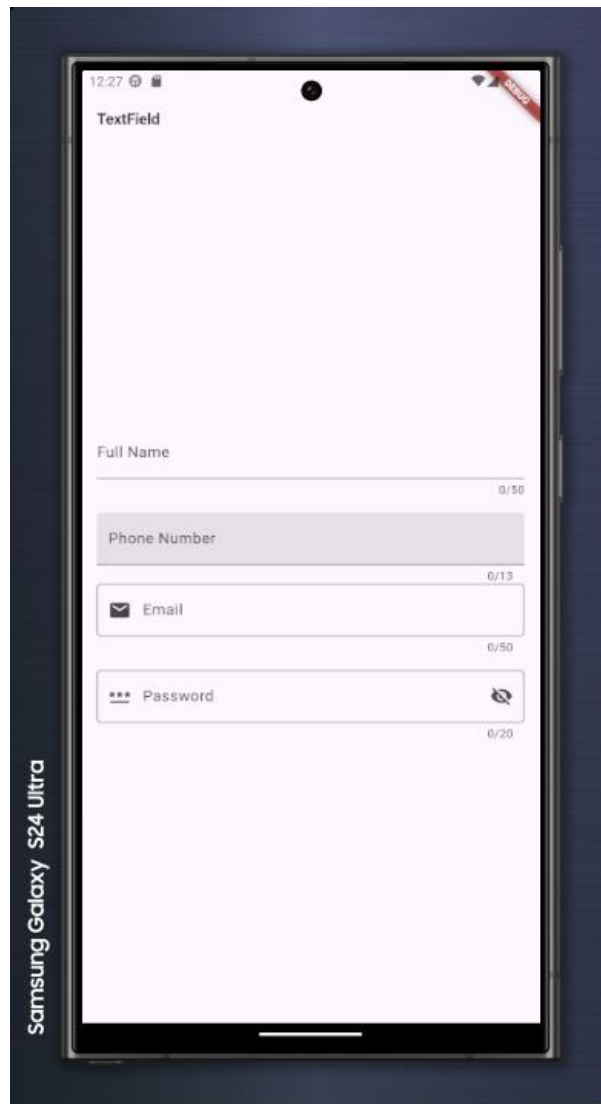 12:27
DEBUG
TextField
Full Name
0/50
Phone Number
0/13
Email
0/50
*** Password
0/20
Samsung Galaxy S24 Ultra